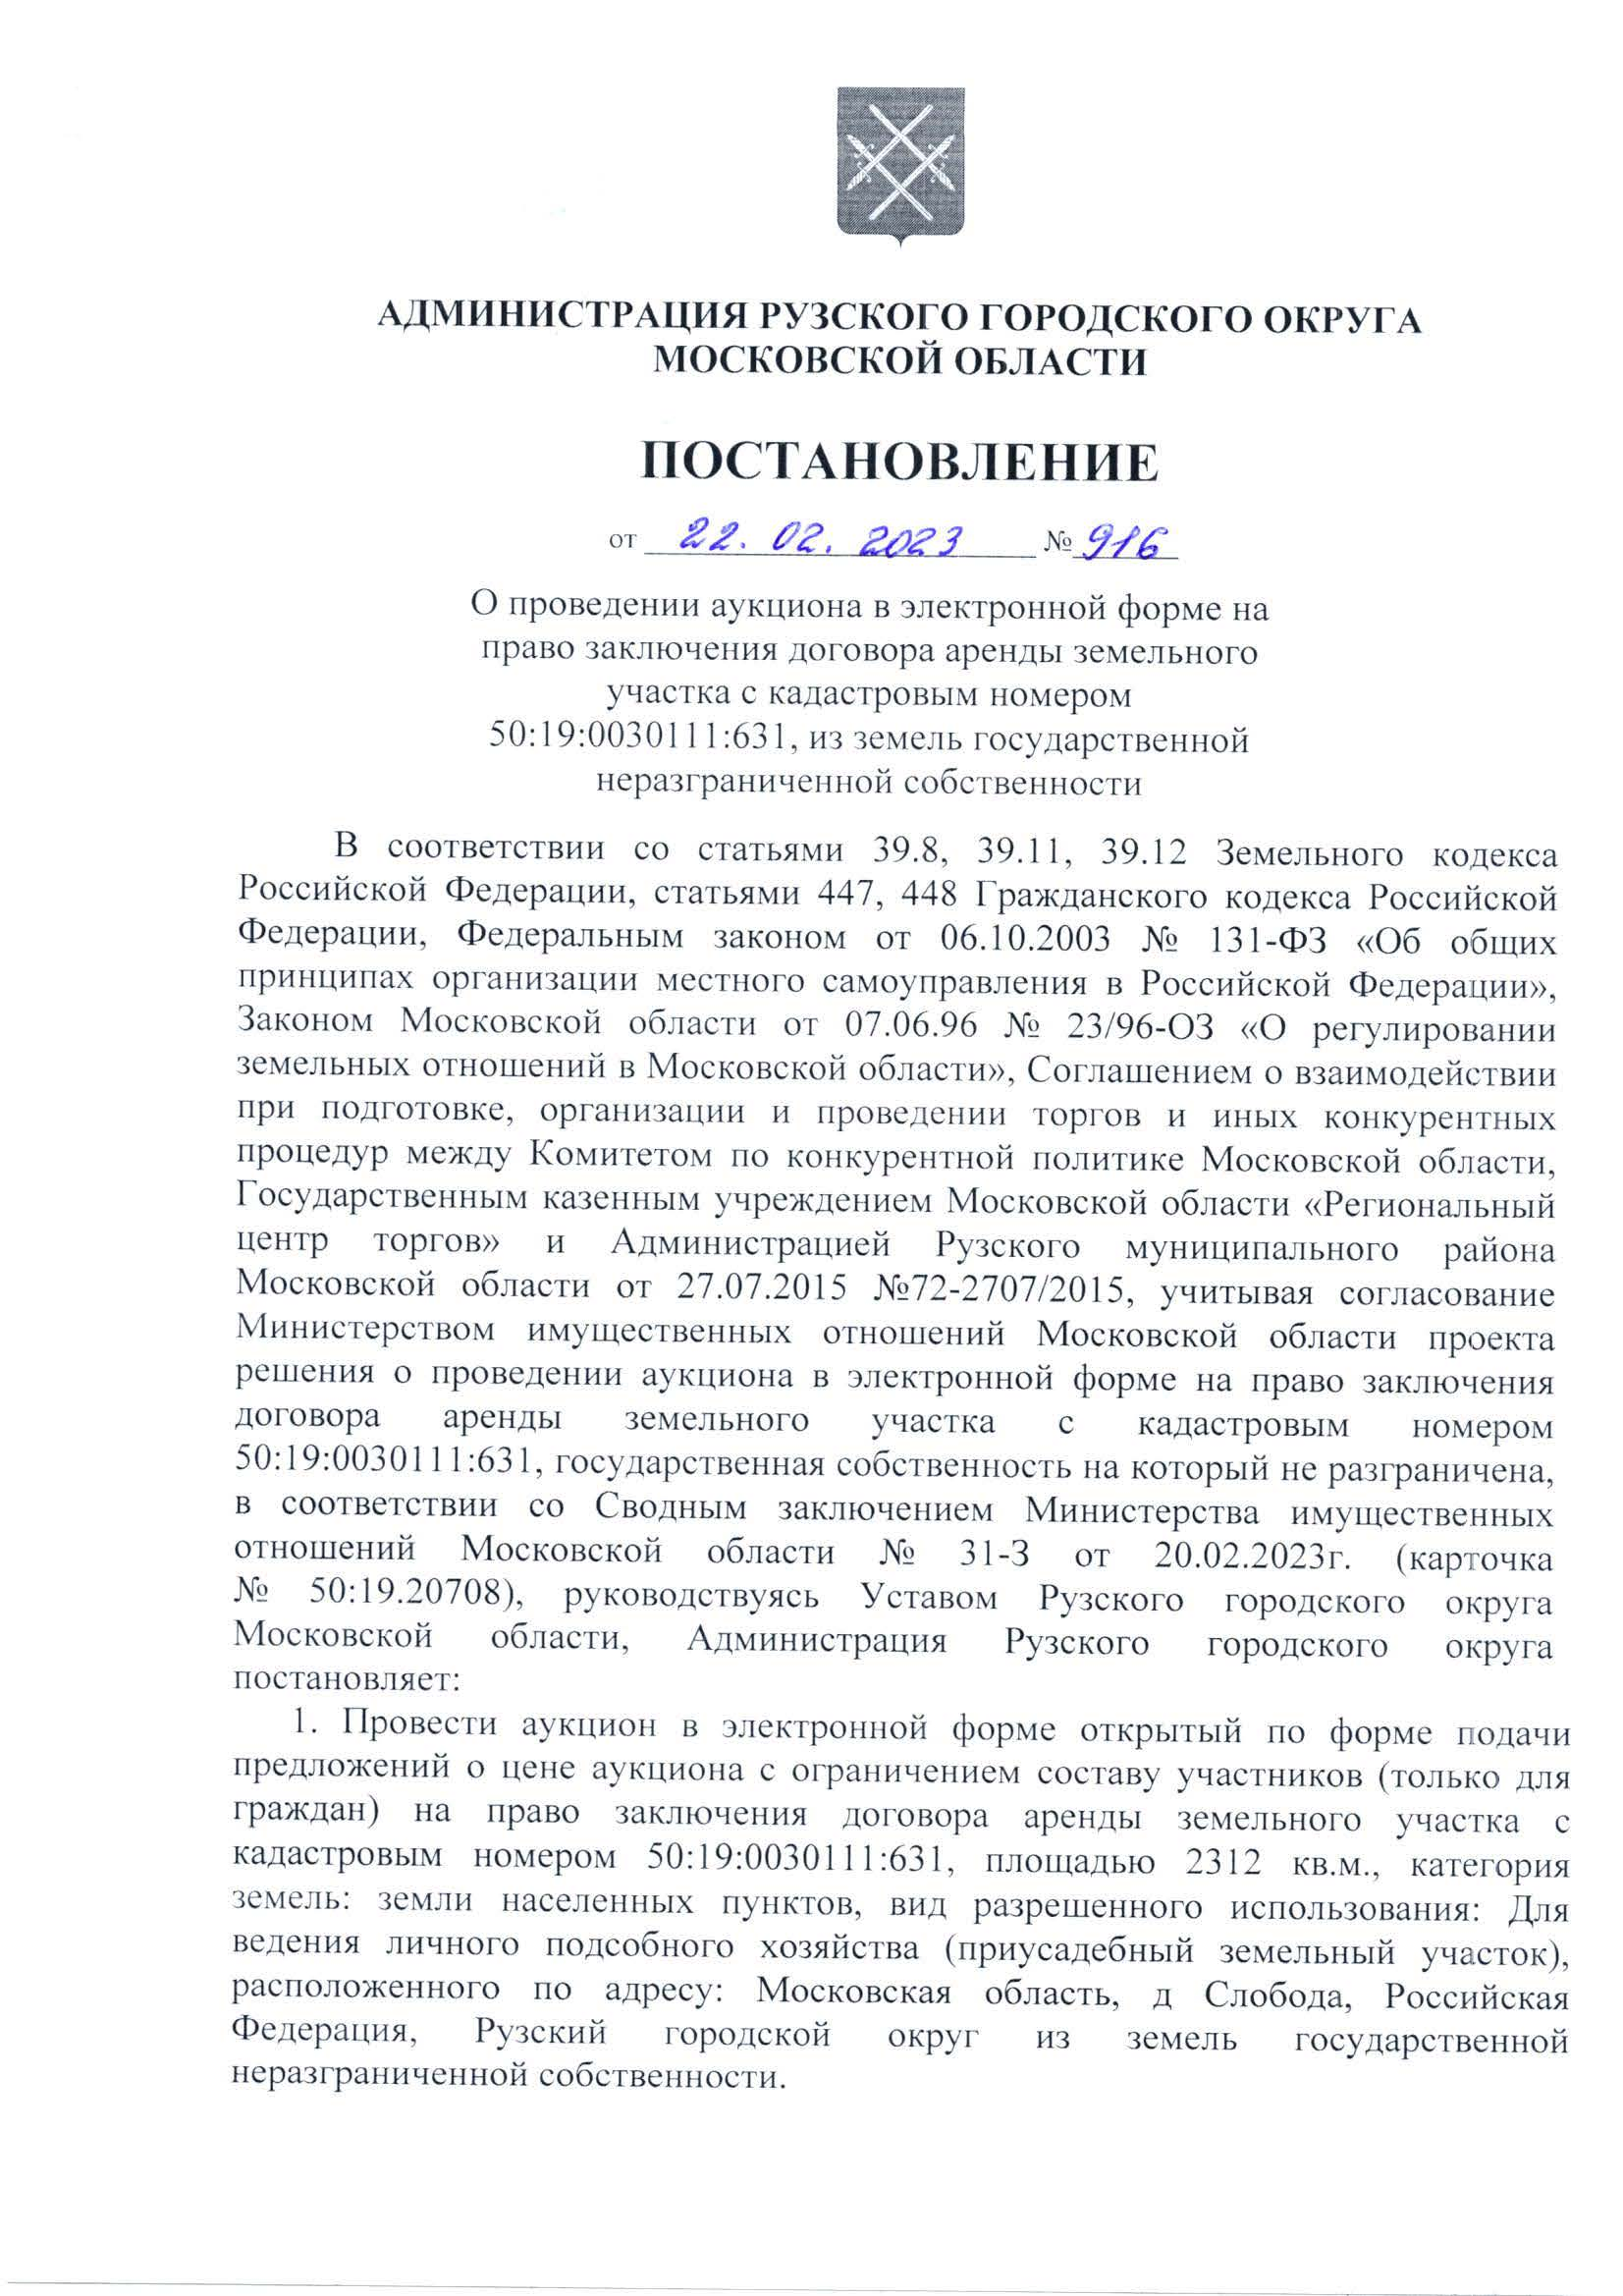 АДМИНИСТРАЦИЯ РУЗСКОГО ГОРОДСКОГО ОКРУГА
МОСКОВСКОЙ ОБЛАСТИ
ПОСТАНОВЛЕНИЕ
от 22. 02. 2023 № 916
О проведении аукциона в электронной форме на
право заключения договора аренды земельного
участка с кадастровым номером
50:19:0030111:631, из земель государственной
неразграниченной собственности
В соответствии со статьями 39.8, 39.11, 39.12 Земельного кодекса
Российской Федерации, статьями 447, 448 Гражданского кодекса Российской
Федерации, Федеральным законом от 06.10.2003 № 131-ФЗ «Об общих
принципах организации местного самоуправления в Российской Федерации»,
Законом Московской области от 07.06.96 № 23/96-ОЗ «О регулировании
земельных отношений в Московской области», Соглашением о взаимодействии
при подготовке, организации и проведении торгов и иных конкурентных
процедур между Комитетом по конкурентной политике Московской области,
Государственным казенным учреждением Московской области «Региональный
центр торгов» и Администрацией Рузского муниципального района
Московской области от 27.07.2015 №72-2707/2015, учитывая согласование
Министерством имущественных отношений Московской области проекта
решения о проведении аукциона в электронной форме на право заключения
договора аренды земельного участка с кадастровым номером
50:19:0030111:631, государственная собственность на который не разграничена,
в соответствии со Сводным заключением Министерства имущественных
отношений Московской области № 31-З от 20.02.2023г. (карточка
№ 50:19.20708), руководствуясь Уставом Рузского городского округа
Московской области, Администрация Рузского городского округа
постановляет:
1. Провести аукцион в электронной форме открытый по форме подачи
предложений о цене аукциона с ограничением составу участников (только для
граждан) на право заключения договора аренды земельного участка с
кадастровым номером 50:19:0030111:631, площадью 2312 кв.м., категория
земель: земли населенных пунктов, вид разрешенного использования: Для
ведения личного подсобного хозяйства (приусадебный земельный участок),
расположенного по адресу: Московская область, д Слобода, Российская
Федерация, Рузский городской округ из земель государственной
неразграниченной собственности.